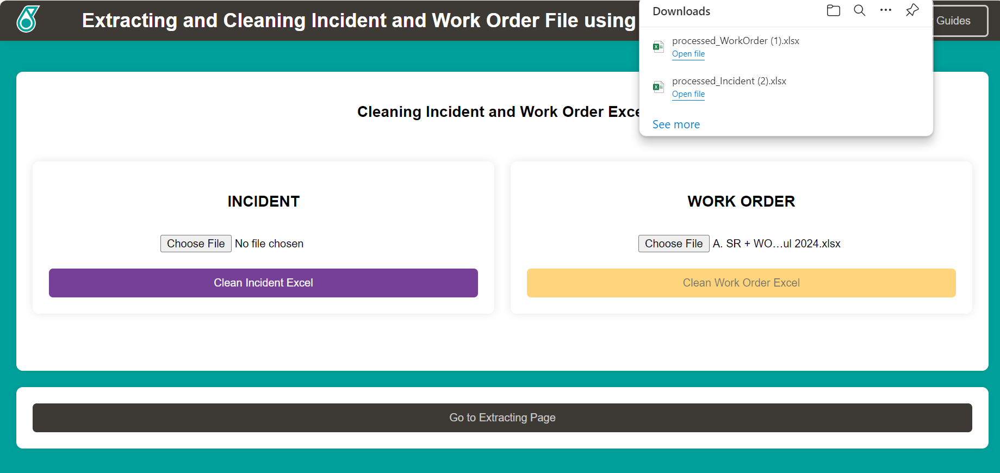 Extracting and Cleaning Incident and Work Order File using
Guides
Downloads
processed_WorkOrder (1).xlsx
Open file
processed_Incident (2).xlsx
Open file
See more
Cleaning Incident and Work Order
INCIDENT
Choose File No file chosen
Clean Incident Excel
WORK ORDER
Choose File A. SR + WO...ul 2024.xlsx
Clean Work Order Excel
Go to Extracting Page